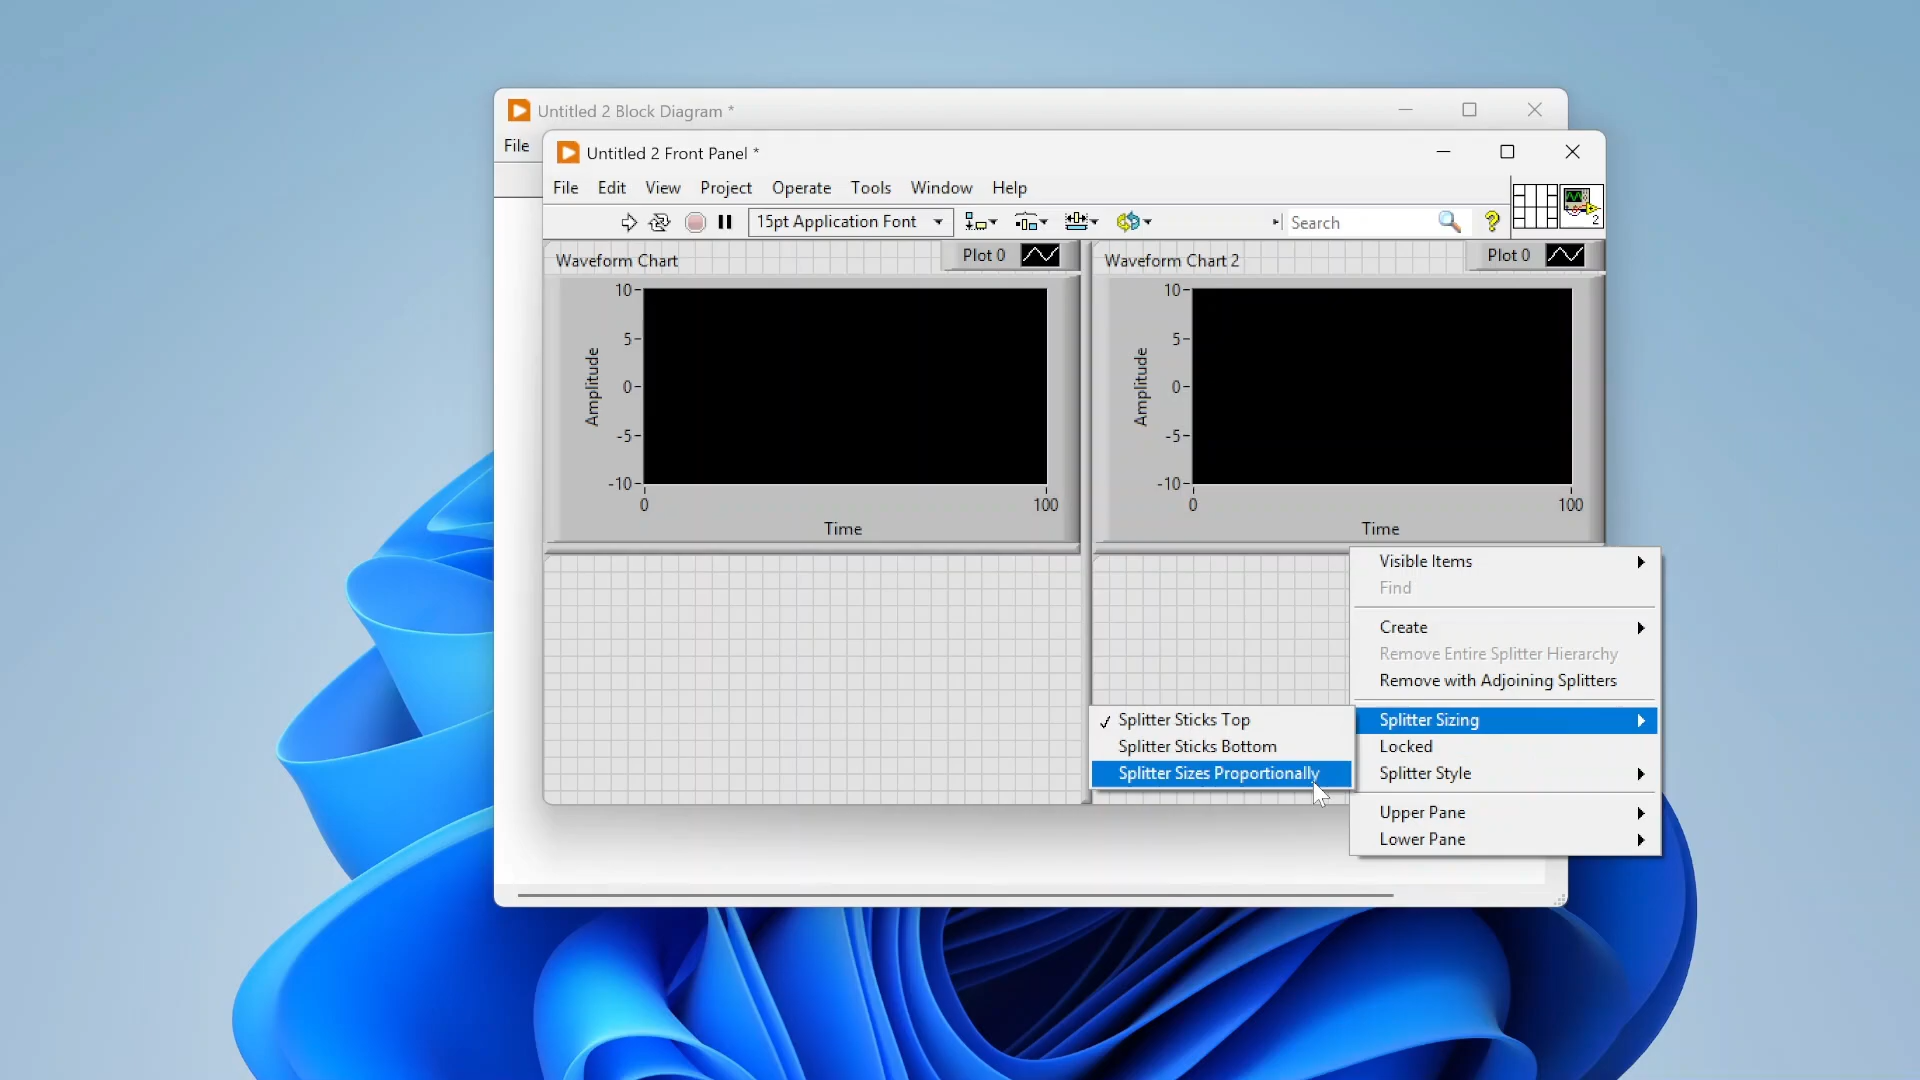 Untitled 2 Block Diagram *
File
Untitled 2 Front Panel *
File Edit View Project Operate Tools Window Help
15pt Application Font
Search
?
2
Waveform Chart
Plot 0
10
5
0
-5
-10
Amplitude
0
100
Time
Waveform Chart 2
Plot 0
10
5
0
-5
-10
Amplitude
0
100
Time
Visible Items
Find
Create
Remove Entire Splitter Hierarchy
Remove with Adjoining Splitters
Splitter Sizing
Locked
Splitter Style
Upper Pane
Lower Pane
Splitter Sticks Top
Splitter Sticks Bottom
Splitter Sizes Proportionally